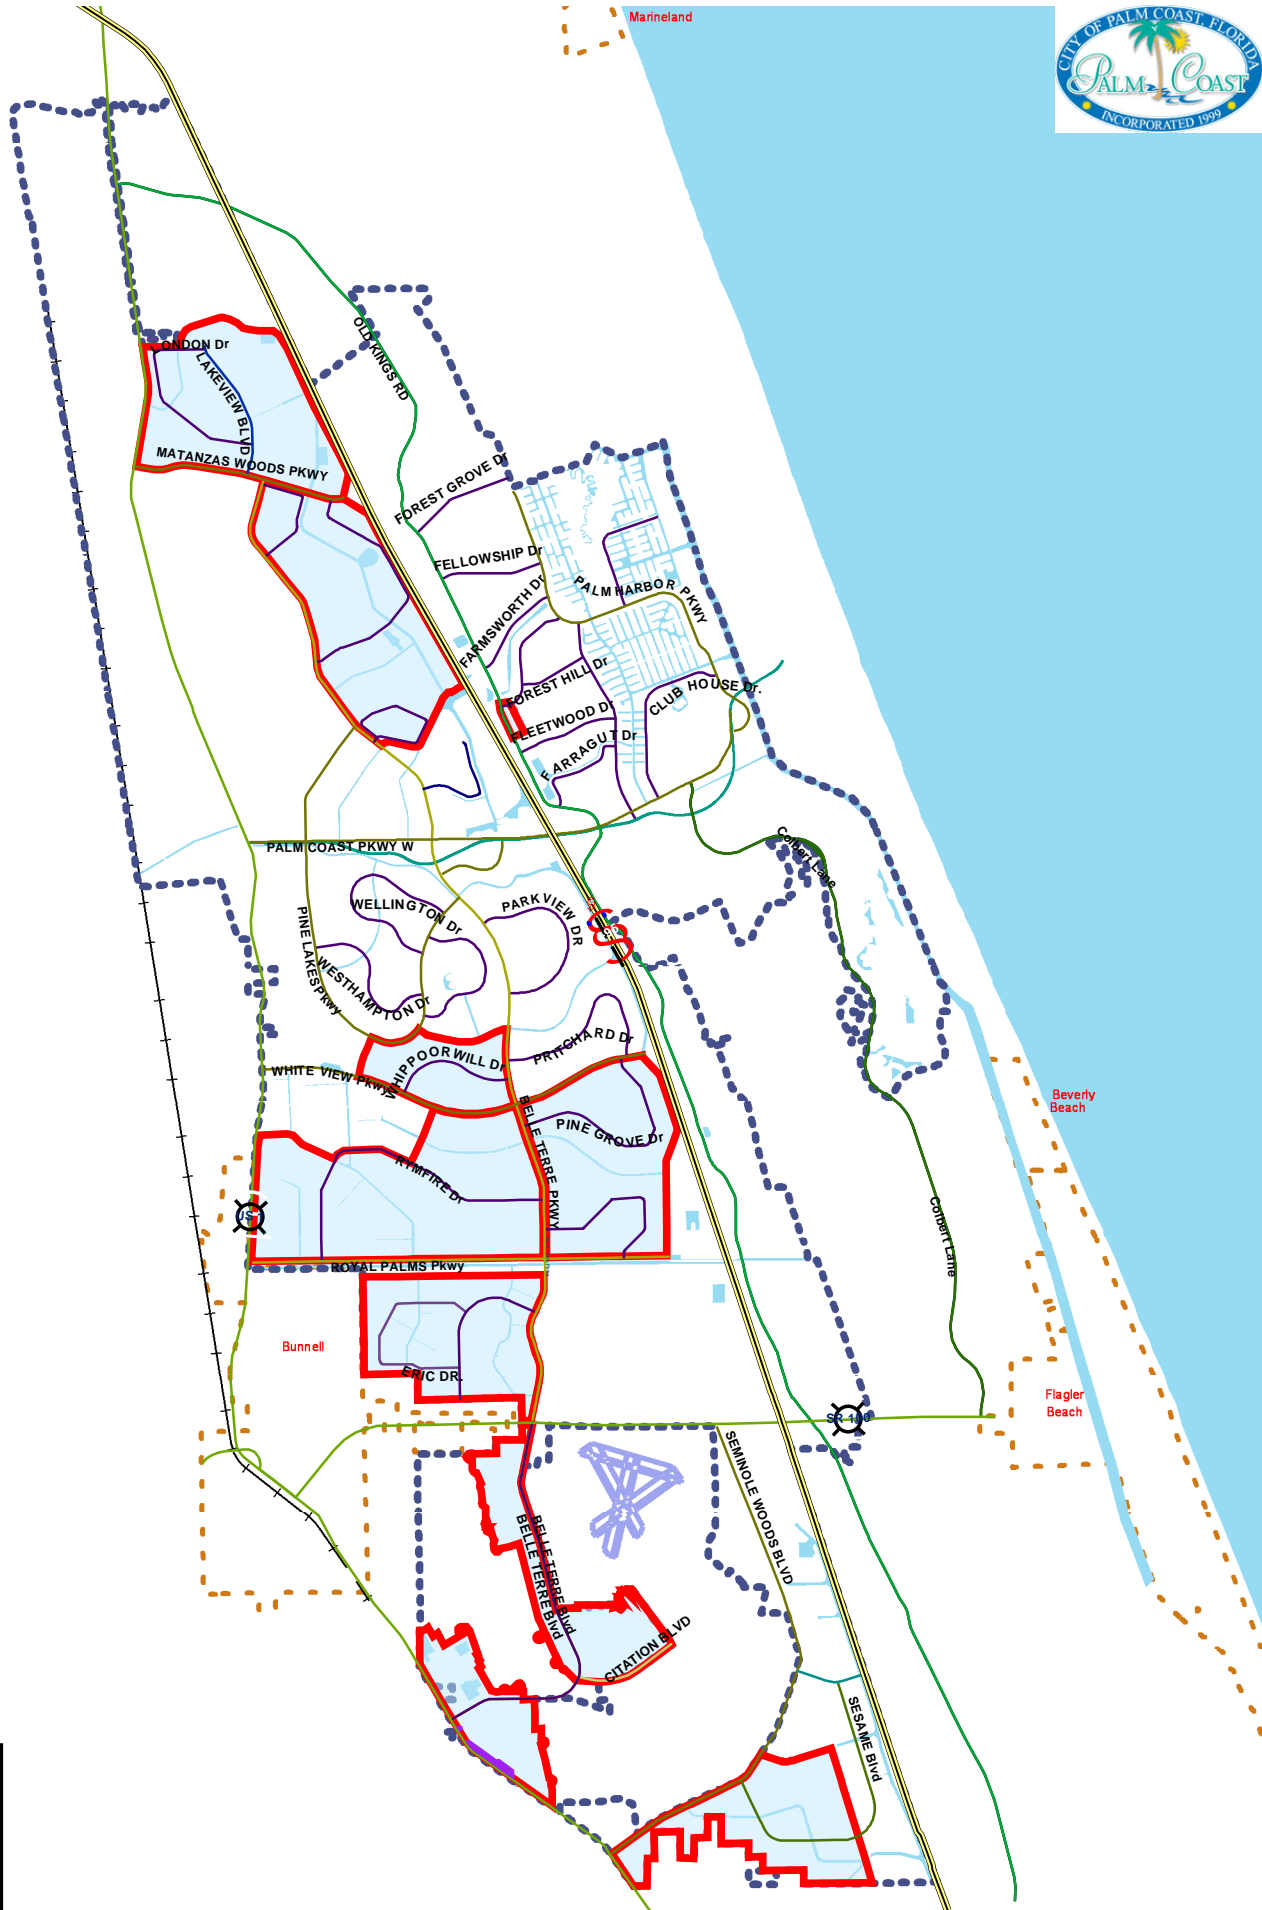 Marineland
CITY OF PALM COAST, FLORIDA
PALM COAST
INCORPORATED 1999
OLD KINGS RD
LONDON Dr
LAKEVIEW BLVD
MATANZAS WOODS PKWY
FOREST GROVE Dr
FELLOWSHIP Dr
FARMSWORTH Dr
PALM HARBOR PKWY
FOREST HILL Dr
CLUB HOUSE Dr.
FLEETWOOD Dr
FARRAGUT Dr
PALM COAST PKWY W
Colbert Lane
WELLINGTON Dr
PARKVIEW DR
PINE LAKES Pkwy
WESTHAMPTON Dr
PRITCHARD Dr
WHIPPOORWILL Dr
WHITE VIEW Pkwy
BELLE TERRE PKWY
PINE GROVE Dr
RYMFIRE Dr
Beverly
Beach
US 1
Colbert Lane
ROYAL PALMS Pkwy
Bunnell
ERIC DR.
Flagler
Beach
SR 100
SEMINOLE WOODS BLVD
BELLE TERRE Blvd
BELLE TERRE Blvd
CITATION BLVD
SESAME Blvd